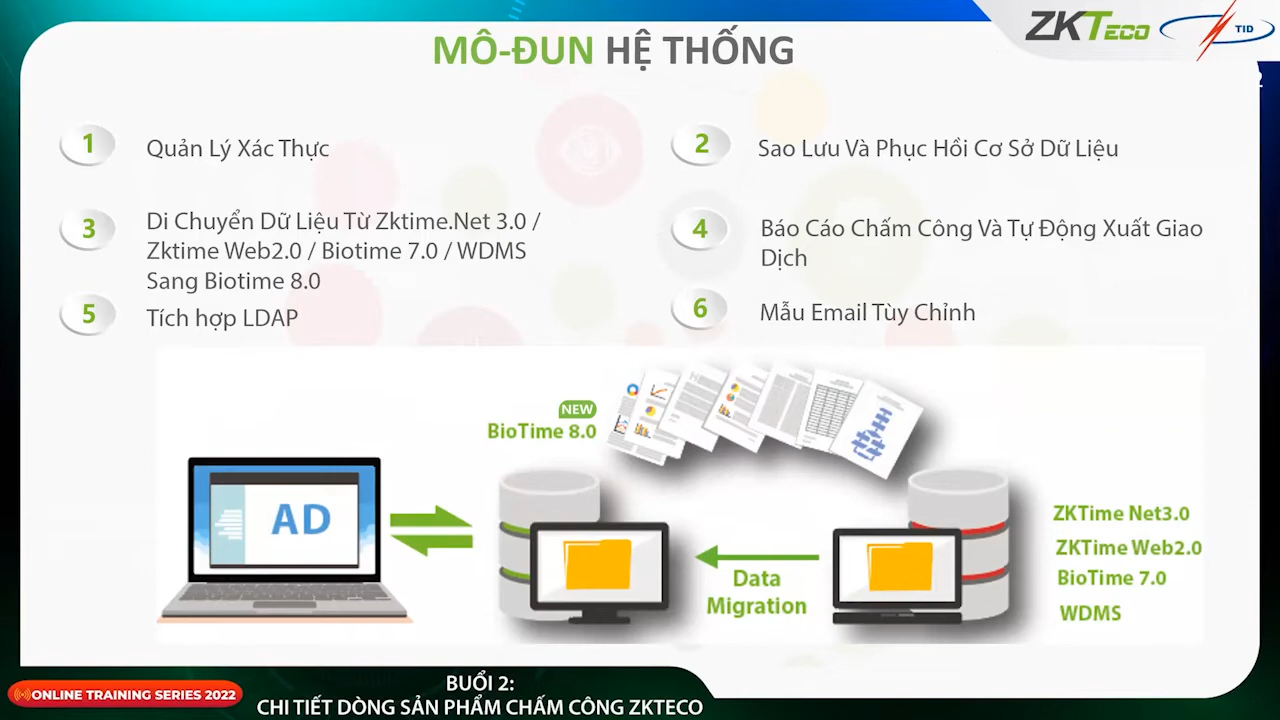 ZKTeco
TID
MÔ-ĐUN HỆ THỐNG
1
Quản Lý Xác Thực
2
Sao Lưu Và Phục Hồi Cơ Sở Dữ Liệu
3
Di Chuyển Dữ Liệu Từ Zktime.Net 3.0 /
Zktime Web2.0 / Biotime 7.0 / WDMS
Sang Biotime 8.0
4
Báo Cáo Chấm Công Và Tự Động Xuất Giao
Dịch
5
Tích hợp LDAP
6
Mẫu Email Tùy Chỉnh
NEW
BioTime 8.0
AD
Data
Migration
ZKTime Net3.0
ZKTime Web2.0
BioTime 7.0
WDMS
ONLINE TRAINING SERIES 2022
BUỔI 2:
CHI TIẾT DÒNG SẢN PHẨM CHẤM CÔNG ZKTECO